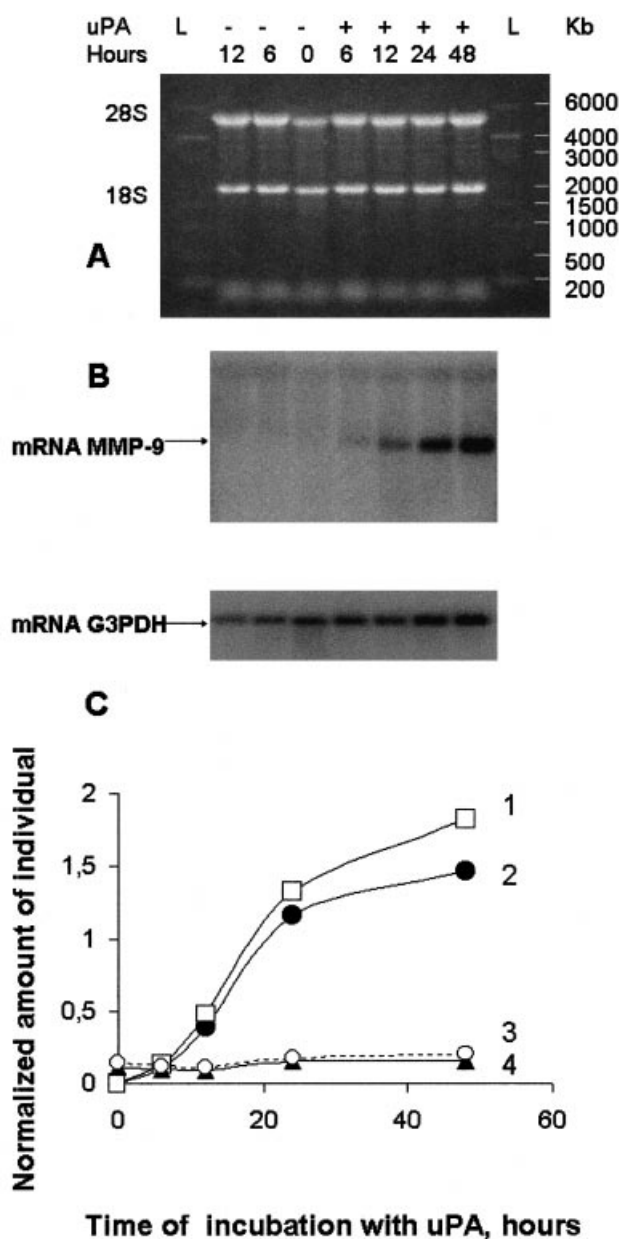 uPA L - - - + + + + L Kb
Hours 12 6 0 6 12 24 48
28S
18S
6000
4000
3000
2000
1500
1000
500
200
A
B
mRNA MMP-9
mRNA G3PDH
C
Normalized amount of individual
2
1,5
1
0,5
0
0 20 40 60
1
2
3
4
Time of incubation with uPA, hours